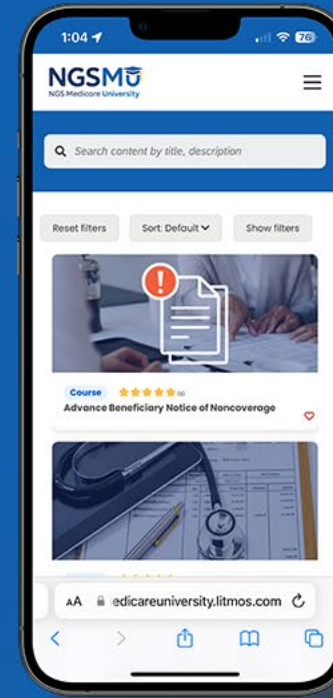 1:04
76
NGSMU
NGS Medicare University
Search content by title, description
Reset filters
Sort: Default
Show filters
!
Course
Advance Beneficiary Notice of Noncoverage
AA
edicareuniversity.litmos.com